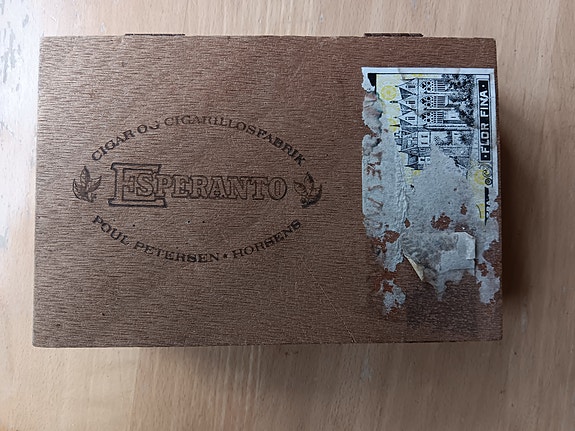 CIGAR OG CIGARILLOSFABRIK
ESPERANTO
POUL PETERSEN • HORSENS
• FLOR FINA •